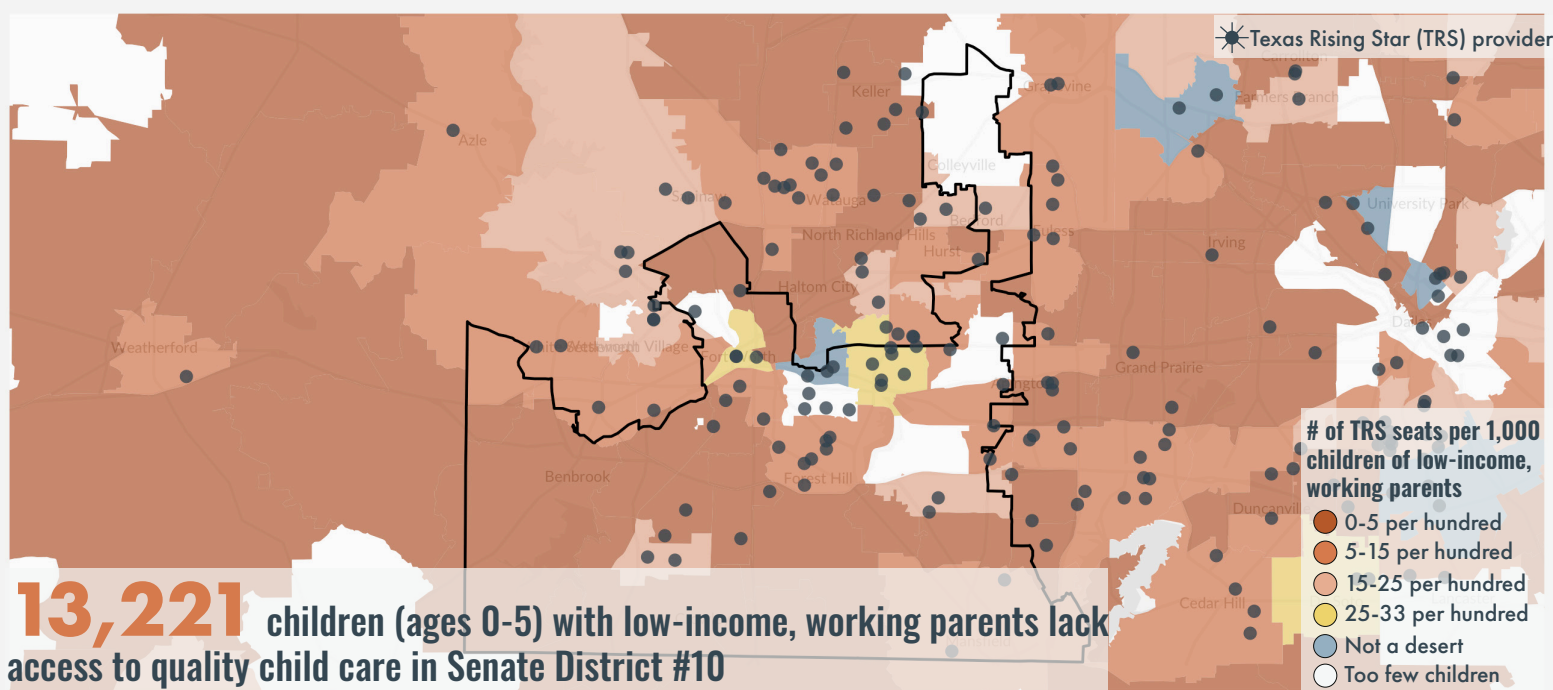 Texas Rising Star (TRS) provider
Carrollton
Keller
Grapevine
Farmers Branch
Azle
Colleyville
Saginaw
Watauga
University Park
Bedford
North Richland Hills
Euless
Irving
Hurst
Haltom City
Dallas
Weatherford
Fort Worth
Grand Prairie
Arlington
Benbrook
Forest Hill
Duncanville
Cedar Hill
# of TRS seats per 1,000
children of low-income,
working parents
0-5 per hundred
5-15 per hundred
15-25 per hundred
25-33 per hundred
Not a desert
Too few children
13,221 children (ages 0-5) with low-income, working parents lack
access to quality child care in Senate District #10